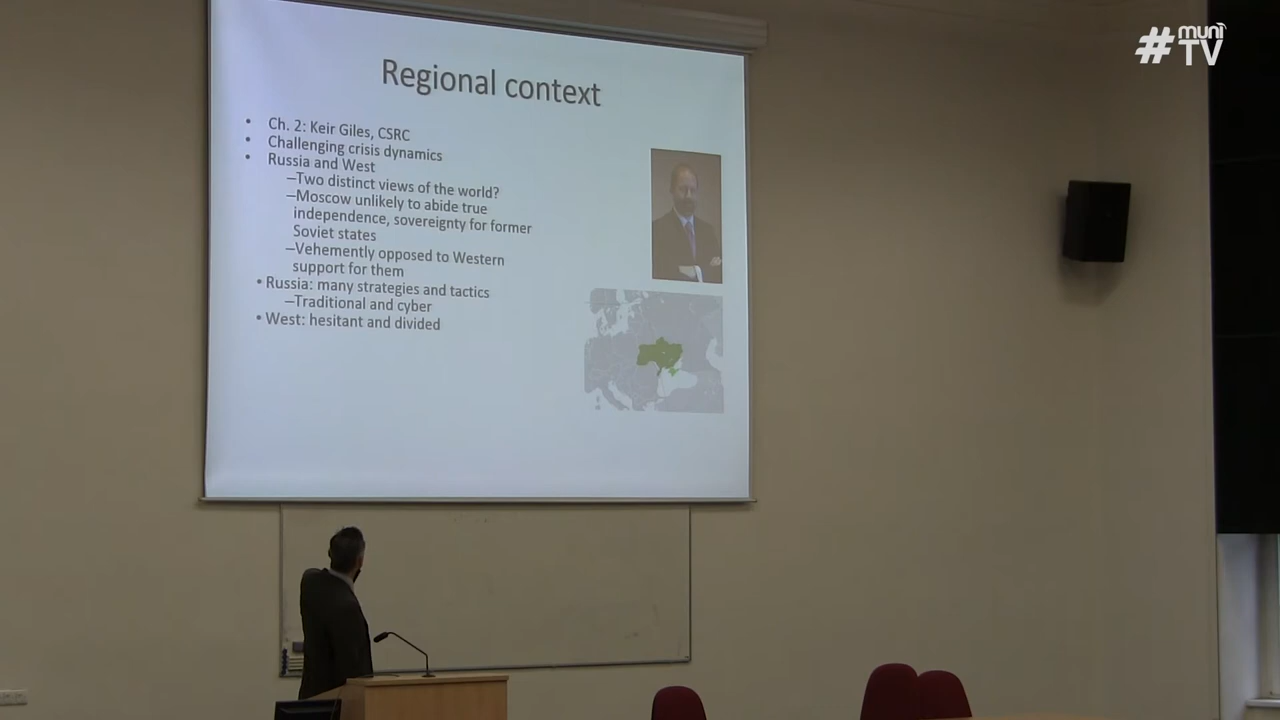 #muni TV
Regional context
• Ch. 2: Keir Giles, CSRC
• Challenging crisis dynamics
• Russia and West
–Two distinct views of the world?
–Moscow unlikely to abide true
independence, sovereignty for former
Soviet states
–Vehemently opposed to Western
support for them
• Russia: many strategies and tactics
–Traditional and cyber
• West: hesitant and divided